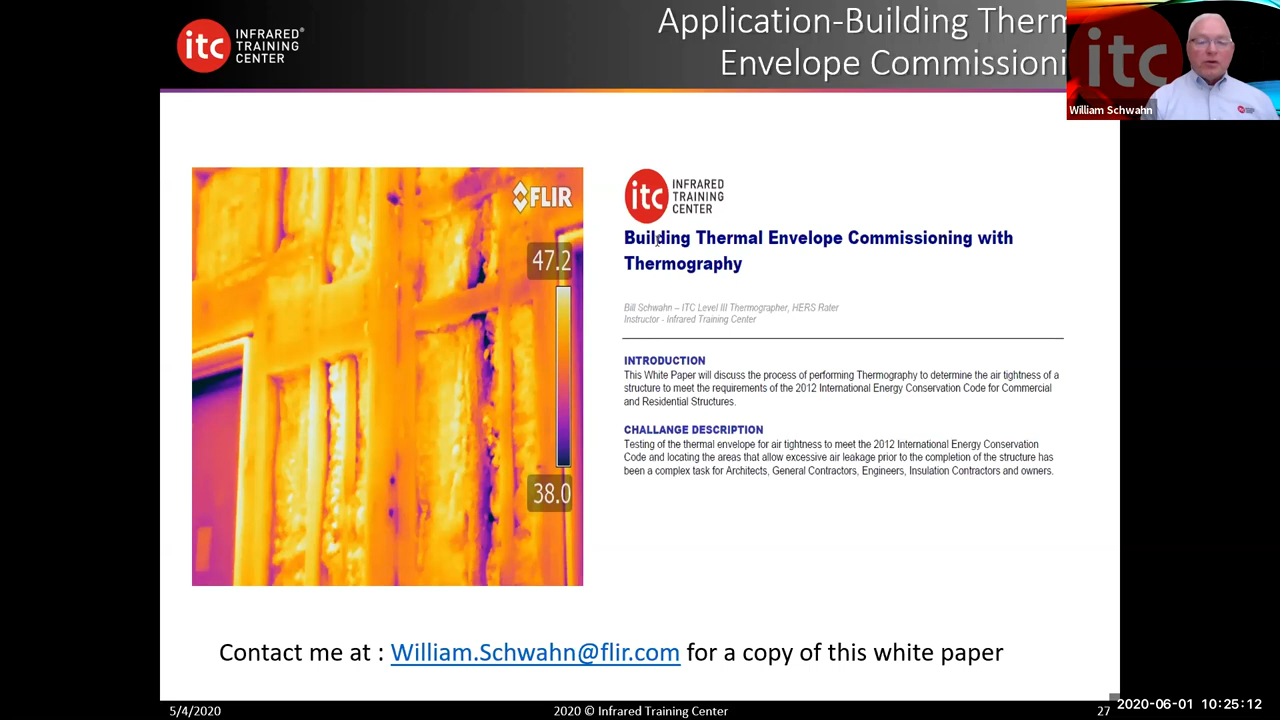 itc INFRARED
TRAINING
CENTER
Application-Building Therm
Envelope Commissioni
itc
William Schwahn
FLIR
47.2
38.0
itc INFRARED
TRAINING
CENTER
Building Thermal Envelope Commissioning with
Thermography
Bill Schwahn – ITC Level III Thermographer, HERS Rater
Instructor - Infrared Training Center
INTRODUCTION
This White Paper will discuss the process of performing Thermography to determine the air tightness of a
structure to meet the requirements of the 2012 International Energy Conservation Code for Commercial
and Residential Structures.
CHALLANGE DESCRIPTION
Testing of the thermal envelope for air tightness to meet the 2012 International Energy Conservation
Code and locating the areas that allow excessive air leakage prior to the completion of the structure has
been a complex task for Architects, General Contractors, Engineers, Insulation Contractors and owners.
Contact me at : William.Schwahn@flir.com for a copy of this white paper
5/4/2020
2020 © Infrared Training Center
27
2020-06-01 10:25:12